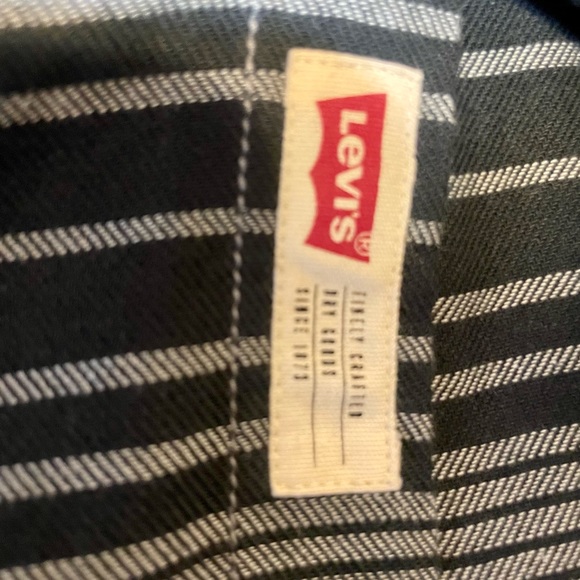 LEVI'S®
FINELY CRAFTED
DRY GOODS
SINCE 1873